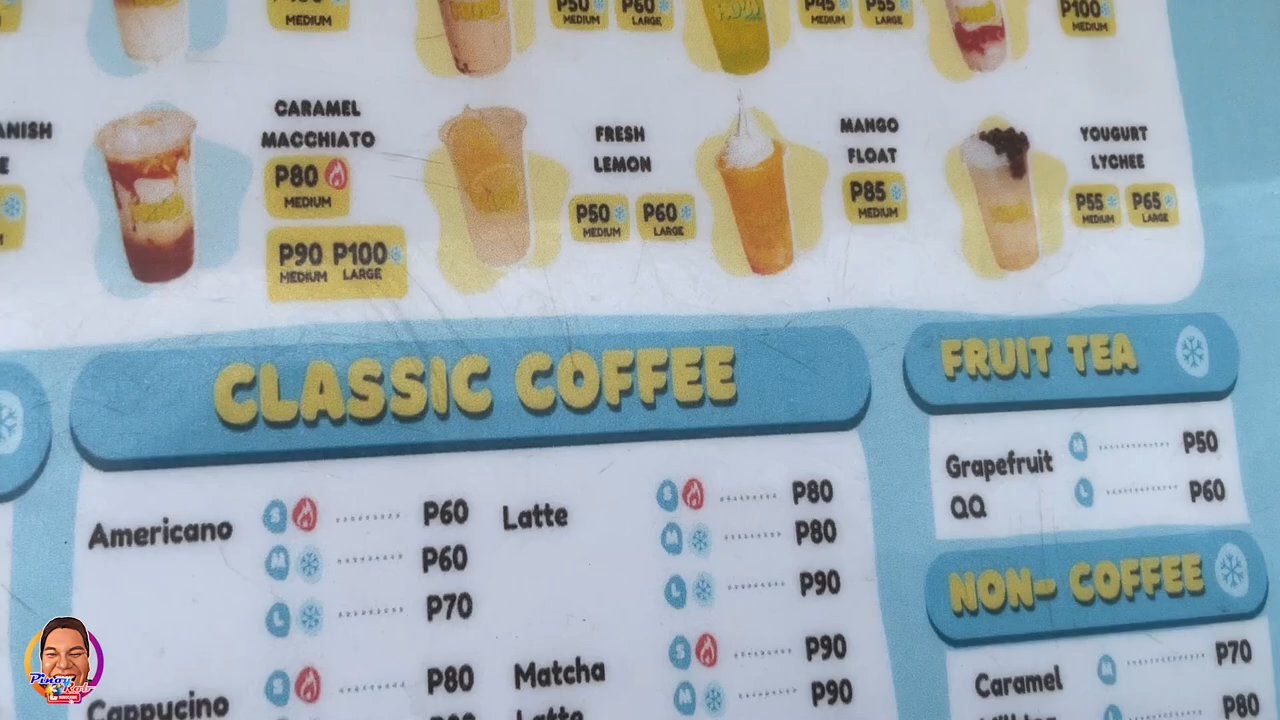 MEDIUM
P50 MEDIUM
P60 LARGE
P45 MEDIUM
P55 LARGE
P100 MEDIUM
CARAMEL
MACCHIATO
P80
MEDIUM
P90 P100
MEDIUM LARGE
FRESH
LEMON
P50 P60
MEDIUM LARGE
MANGO
FLOAT
P85
MEDIUM
YOUGURT
LYCHEE
P55 P65
MEDIUM LARGE
CLASSIC COFFEE
Americano S P60
M P60
L P70
Cappucino S P80
Latte S P80
M P80
L P90
Matcha S P90
Latte M P90
FRUIT TEA
Grapefruit M P50
QQ L P60
NON- COFFEE
Caramel M P70
P80
Pinoy